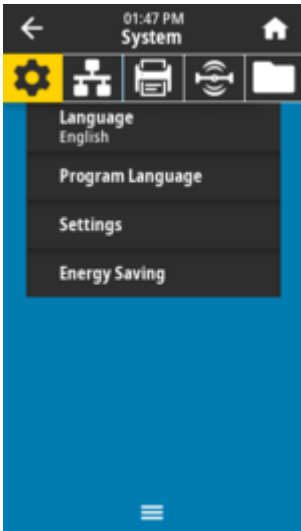 01:47 PM
System
Language
English
Program Language
Settings
Energy Saving